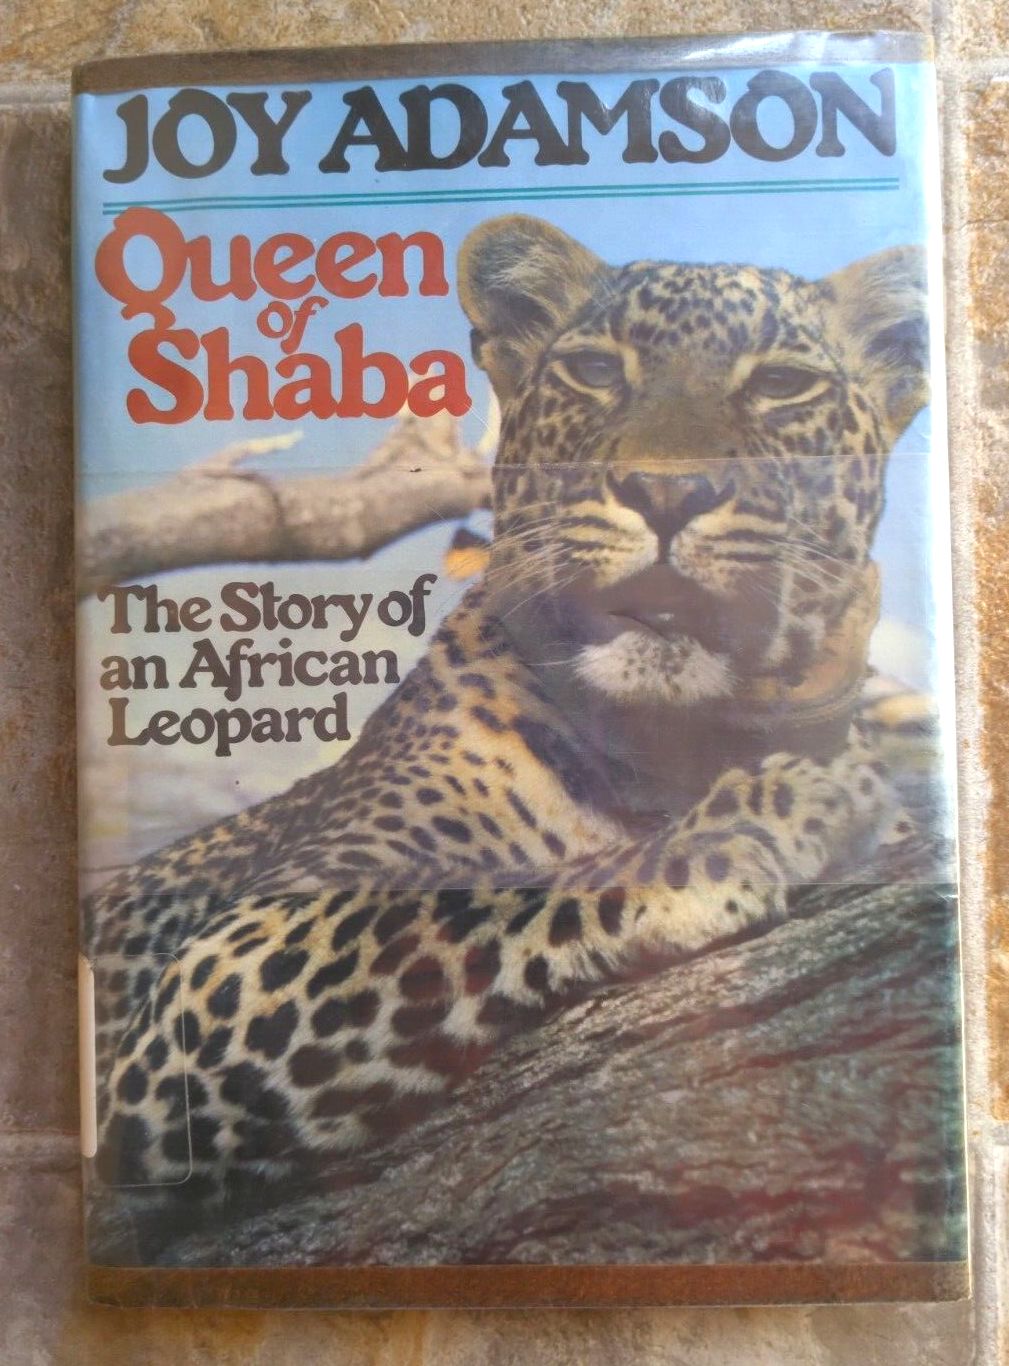 JOY ADAMSON
Queen
of
Shaba
The Story of
an African
Leopard